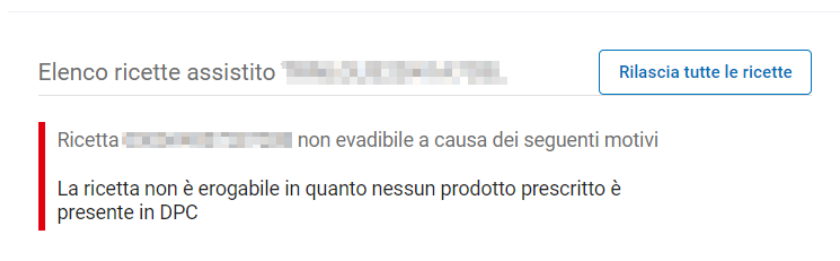 Elenco ricette assistito
Rilascia tutte le ricette
Ricetta non evadibile a causa dei seguenti motivi
La ricetta non è erogabile in quanto nessun prodotto prescritto è
presente in DPC